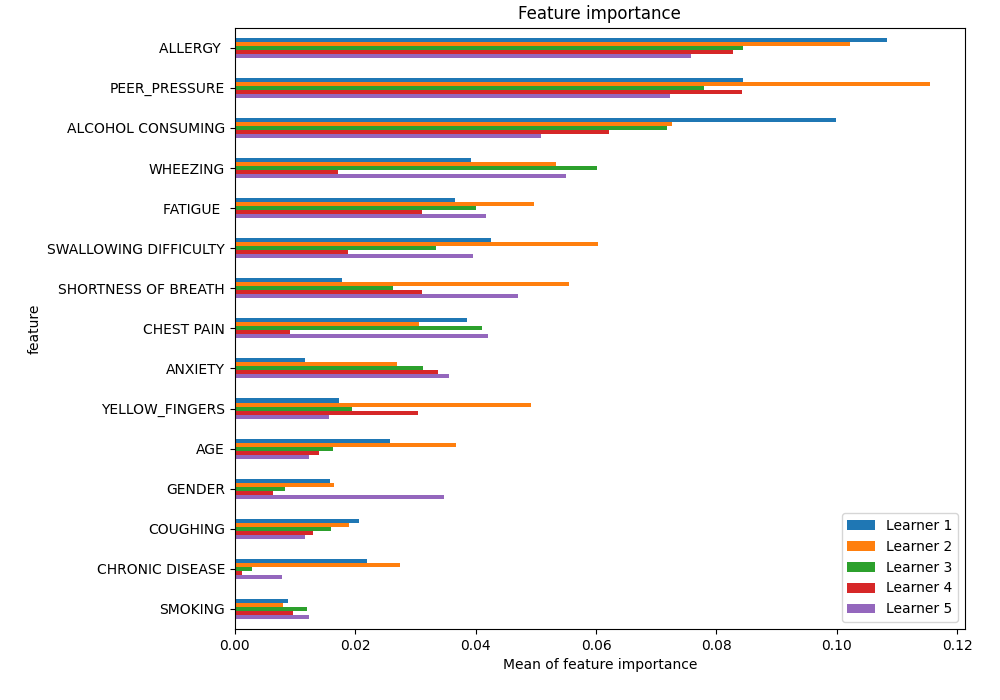 Feature importance
ALLERGY
PEER_PRESSURE
ALCOHOL CONSUMING
WHEEZING
FATIGUE
SWALLOWING DIFFICULTY
SHORTNESS OF BREATH
CHEST PAIN
ANXIETY
YELLOW_FINGERS
AGE
GENDER
COUGHING
CHRONIC DISEASE
SMOKING
feature
Learner 1
Learner 2
Learner 3
Learner 4
Learner 5
0.00 0.02 0.04 0.06 0.08 0.10 0.12
Mean of feature importance